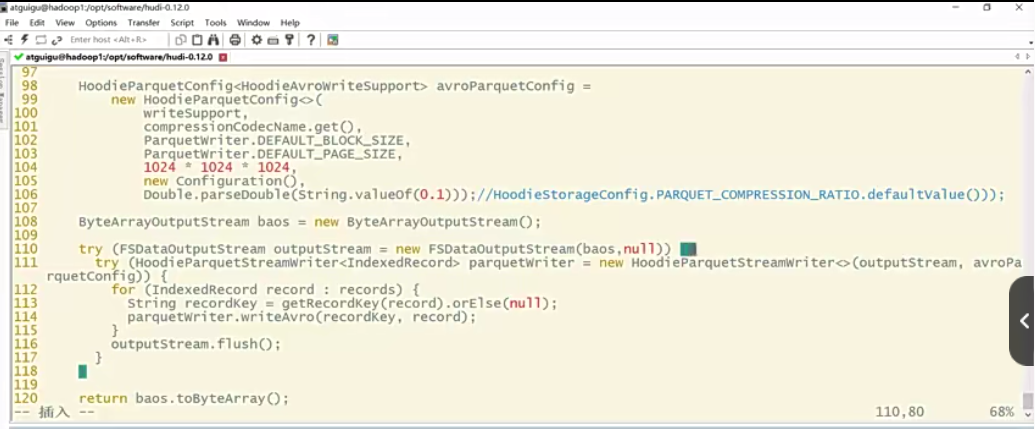 atguigu@hadoop1:/opt/software/hudi-0.12.0
File Edit View Options Transfer Script Tools Window Help
Enter host <Alt+R>
atguigu@hadoop1:/opt/software/hudi-0.12.0
97
98 HoodieParquetConfig<HoodieAvroWriteSupport> avroParquetConfig =
99 new HoodieParquetConfig<>(
100 writeSupport,
101 compressionCodecName.get(),
102 ParquetWriter.DEFAULT_BLOCK_SIZE,
103 ParquetWriter.DEFAULT_PAGE_SIZE,
104 1024 * 1024 * 1024,
105 new Configuration(),
106 Double.parseDouble(String.valueOf(0.1)));//HoodieStorageConfig.PARQUET_COMPRESSION_RATIO.defaultValue()));
107
108 ByteArrayOutputStream baos = new ByteArrayOutputStream();
109
110 try (FSDataOutputStream outputStream = new FSDataOutputStream(baos,null))
111 try (HoodieParquetStreamWriter<IndexedRecord> parquetWriter = new HoodieParquetStreamWriter<>(outputStream, avroPa
rquetConfig)) {
112 for (IndexedRecord record : records) {
113 String recordKey = getRecordKey(record).orElse(null);
114 parquetWriter.writeAvro(recordKey, record);
115 }
116 outputStream.flush();
117 }
118
119
120 return baos.toByteArray();
-- 插入 -- 110,80 68%